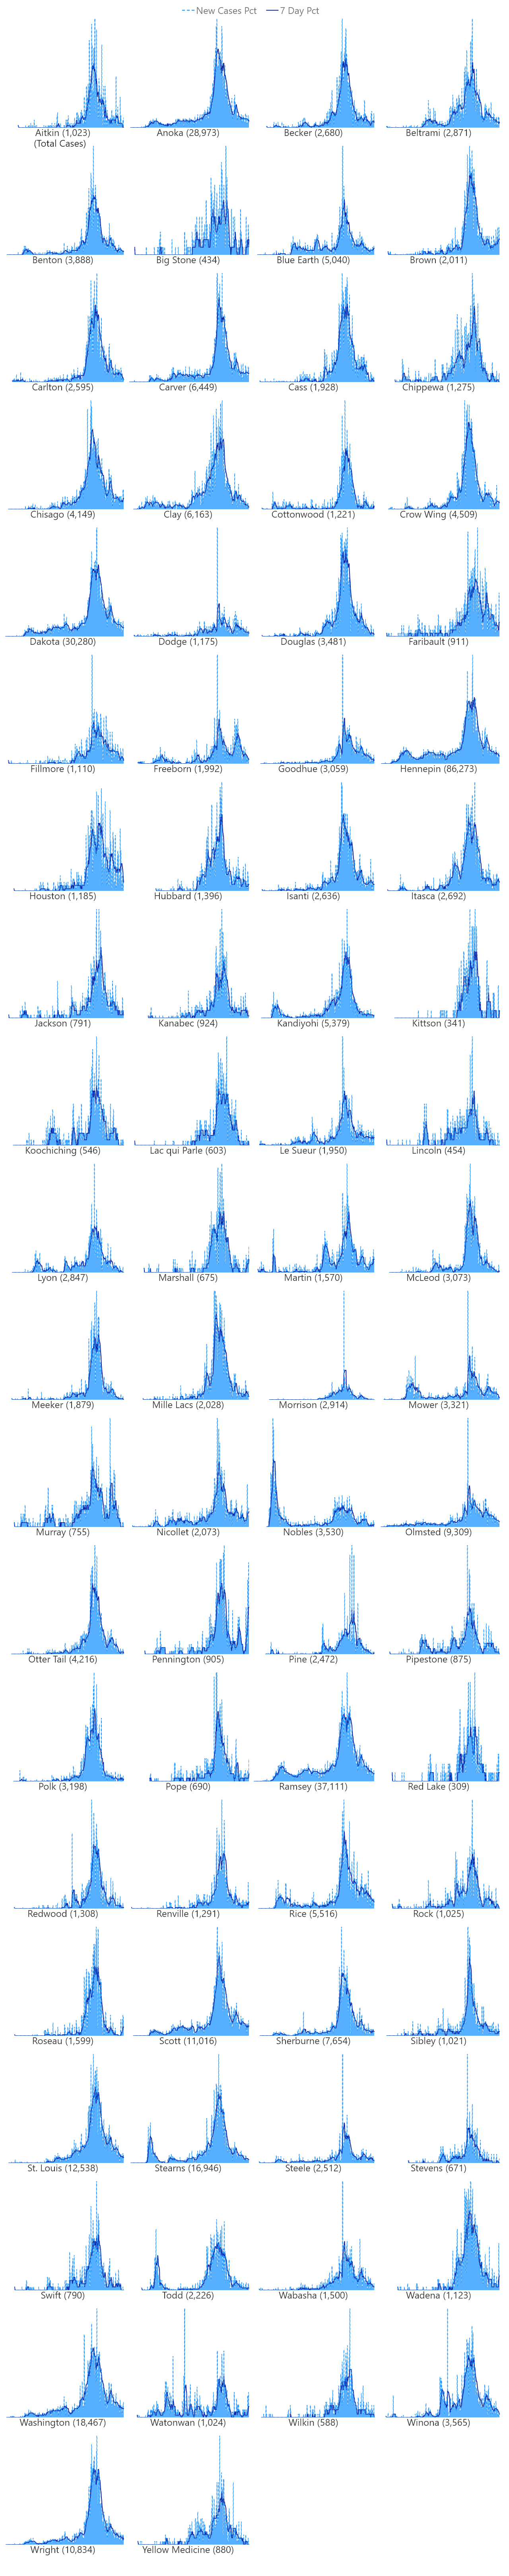 New Cases Pct 7 Day Pct
Aitkin (1,023) Anoka (28,973) Becker (2,680) Beltrami (2,871)
(Total Cases)
Benton (3,888) Big Stone (434) Blue Earth (5,040) Brown (2,011)
Carlton (2,595) Carver (6,449) Cass (1,928) Chippewa (1,275)
Chisago (4,149) Clay (6,163) Cottonwood (1,221) Crow Wing (4,509)
Dakota (30,280) Dodge (1,175) Douglas (3,481) Faribault (911)
Fillmore (1,110) Freeborn (1,992) Goodhue (3,059) Hennepin (86,273)
Houston (1,185) Hubbard (1,396) Isanti (2,636) Itasca (2,692)
Jackson (791) Kanabec (924) Kandiyohi (5,379) Kittson (341)
Koochiching (546) Lac qui Parle (603) Le Sueur (1,950) Lincoln (454)
Lyon (2,847) Marshall (675) Martin (1,570) McLeod (3,073)
Meeker (1,879) Mille Lacs (2,028) Morrison (2,914) Mower (3,321)
Murray (755) Nicollet (2,073) Nobles (3,530) Olmsted (9,309)
Otter Tail (4,216) Pennington (905) Pine (2,472) Pipestone (875)
Polk (3,198) Pope (690) Ramsey (37,111) Red Lake (309)
Redwood (1,308) Renville (1,291) Rice (5,516) Rock (1,025)
Roseau (1,599) Scott (11,016) Sherburne (7,654) Sibley (1,021)
St. Louis (12,538) Stearns (16,946) Steele (2,512) Stevens (671)
Swift (790) Todd (2,226) Wabasha (1,500) Wadena (1,123)
Washington (18,467) Watonwan (1,024) Wilkin (588) Winona (3,565)
Wright (10,834) Yellow Medicine (880)